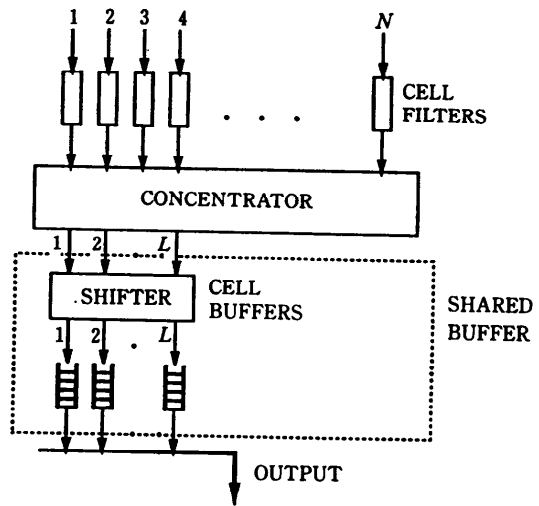 1 2 3 4 N
CELL
FILTERS
CONCENTRATOR
1 2 L
SHIFTER
CELL
BUFFERS
SHARED
BUFFER
1 2 L
OUTPUT